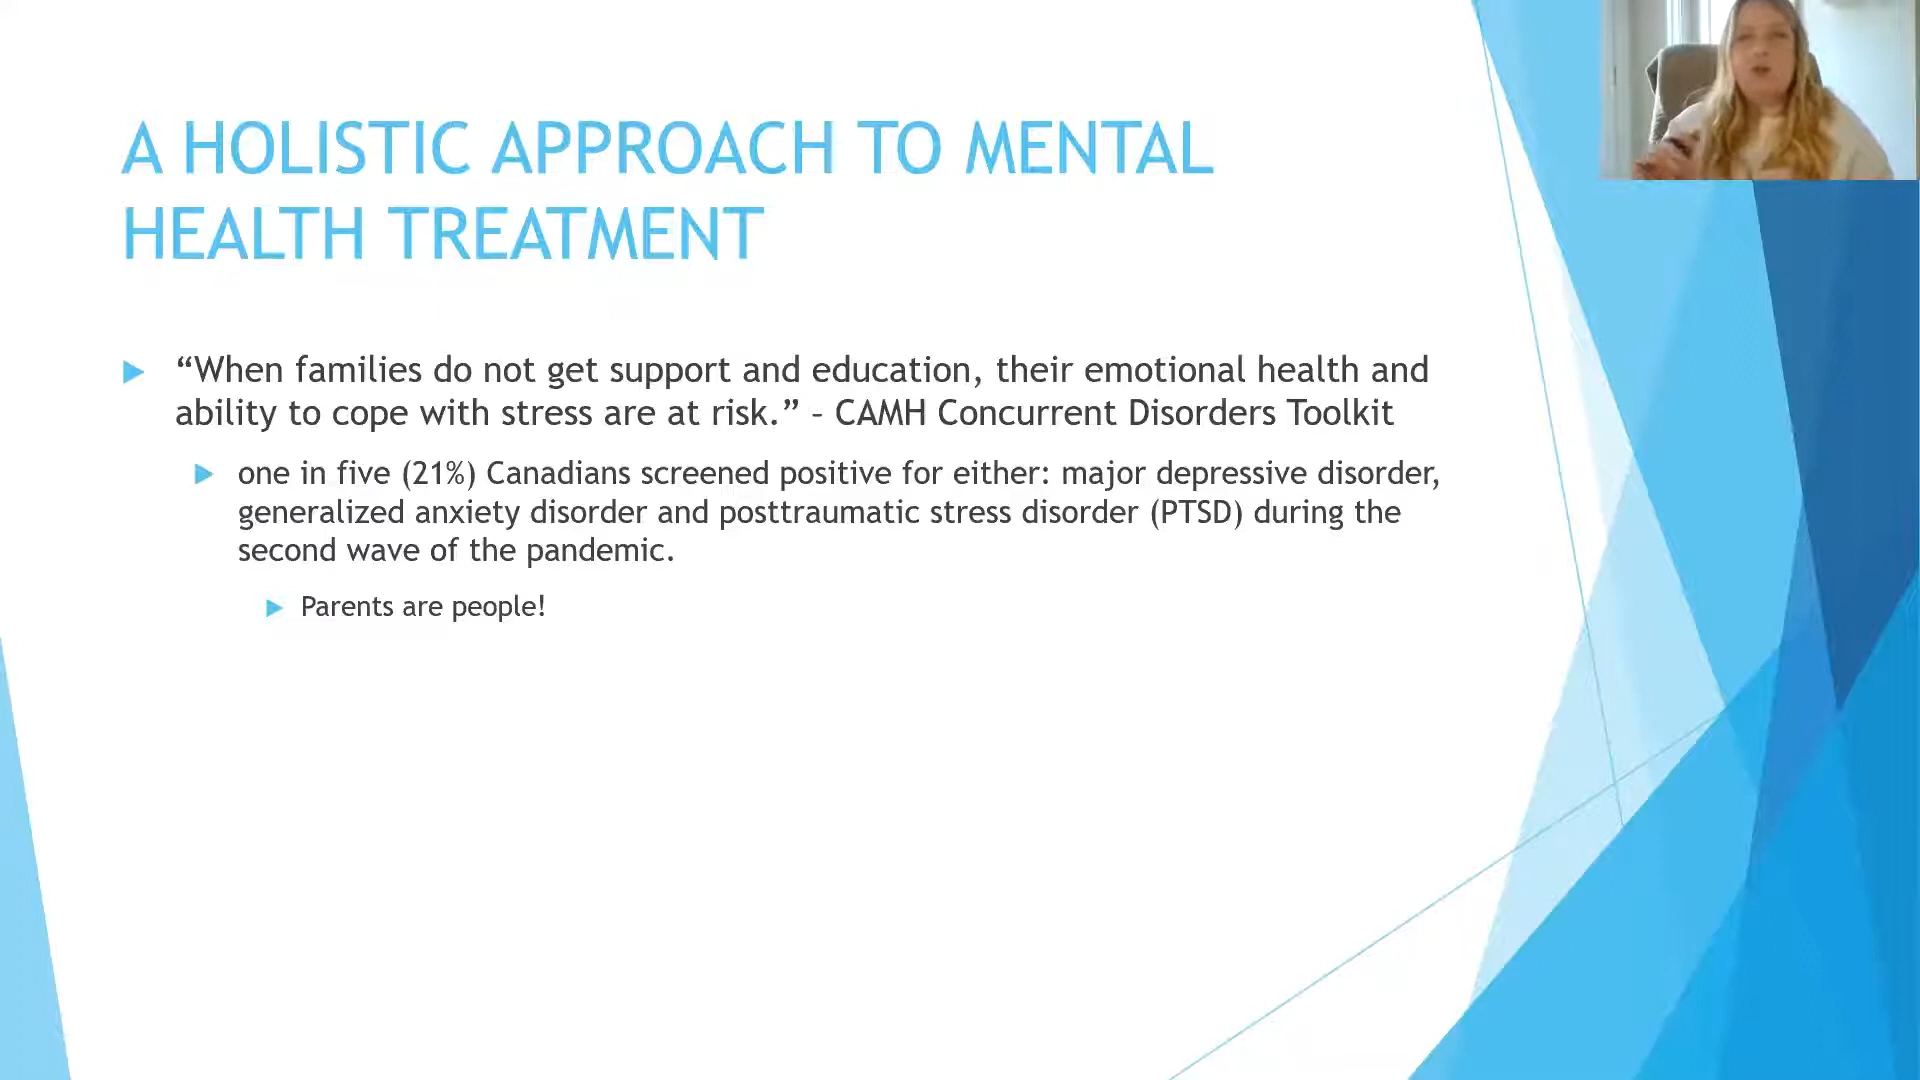 A HOLISTIC APPROACH TO MENTAL
HEALTH TREATMENT
“When families do not get support and education, their emotional health and
ability to cope with stress are at risk.” – CAMH Concurrent Disorders Toolkit
one in five (21%) Canadians screened positive for either: major depressive disorder,
generalized anxiety disorder and posttraumatic stress disorder (PTSD) during the
second wave of the pandemic.
Parents are people!